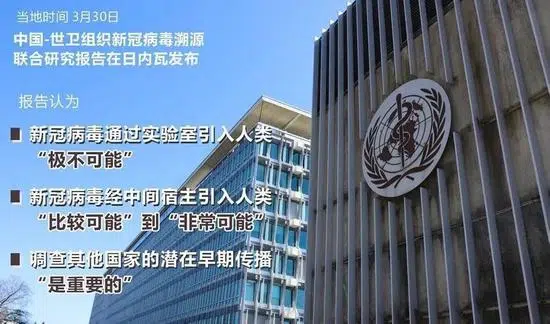 当地时间 3月30日
中国-世卫组织新冠病毒溯源
联合研究报告在日内瓦发布
报告认为
新冠病毒通过实验室引入人类
“极不可能”
新冠病毒经中间宿主引入人类
“比较可能”到“非常可能”
调查其他国家的潜在早期传播
“是重要的”